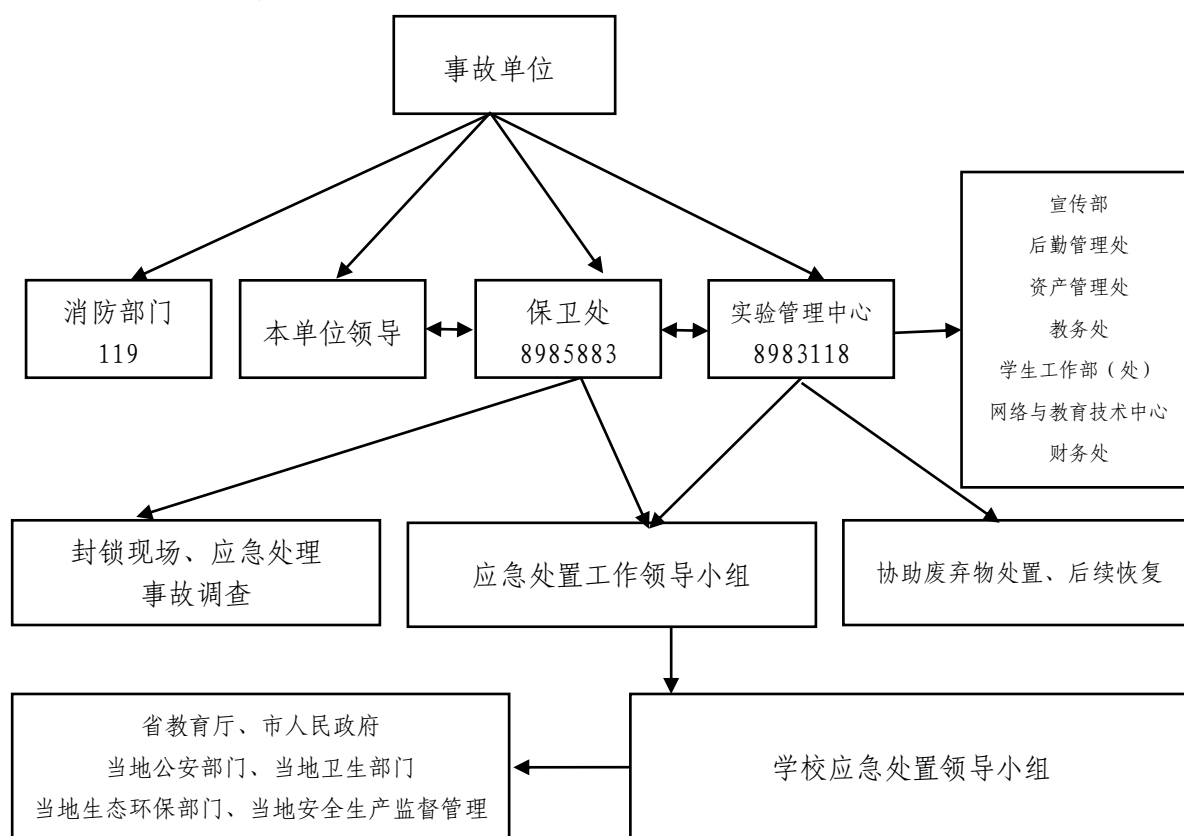 事故单位
宣传部
后勤管理处
资产管理处
教务处
学生工作部（处）
网络与教育技术中心
财务处
消防部门
119
本单位领导
保卫处
8985883
实验管理中心
8983118
封锁现场、应急处理
事故调查
应急处置工作领导小组
协助废弃物处置、后续恢复
省教育厅、市人民政府
当地公安部门、当地卫生部门
当地生态环保部门、当地安全生产监督管理
学校应急处置领导小组